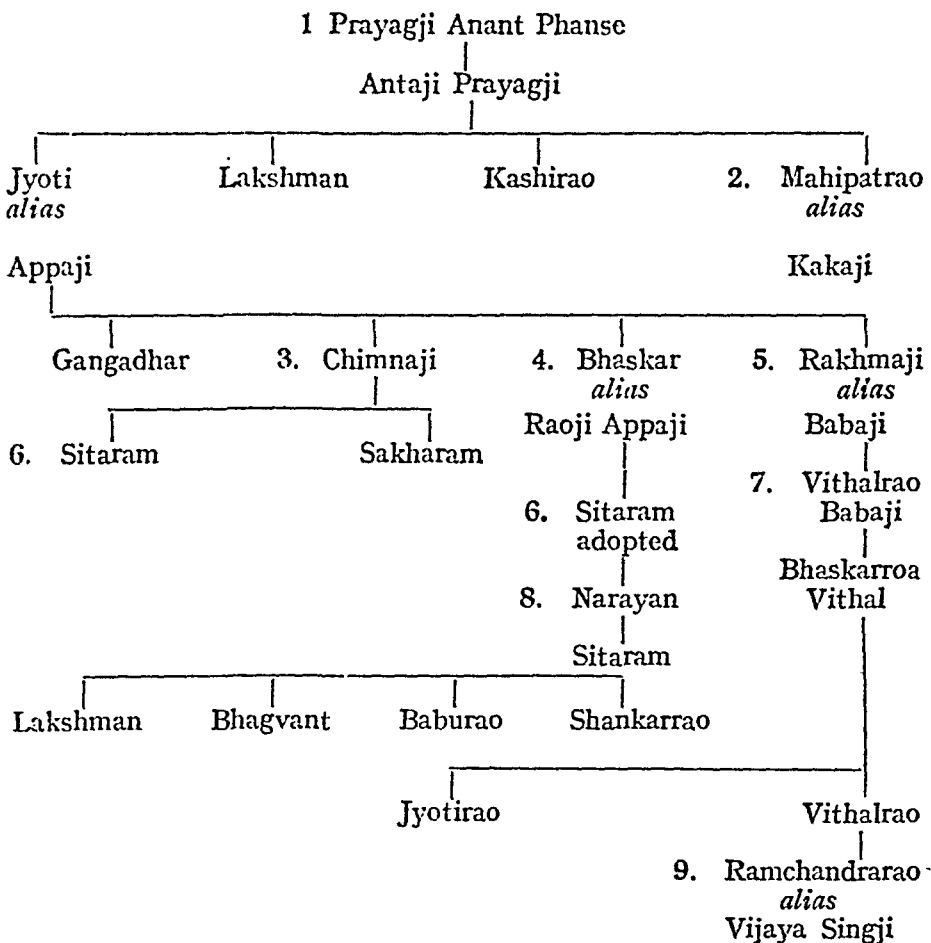 1 Prayagji Anant Phanse
Antaji Prayagji
Jyoti Lakshman Kashirao 2. Mahipatrao
alias alias
Appaji Kakaji
Gangadhar 3. Chimnaji 4. Bhaskar 5. Rakhmaji
alias alias
Raoji Appaji Babaji
6. Sitaram Sakharam
7. Vithalrao
6. Sitaram Babaji
adopted
Bhaskarroa
8. Narayan Vithal
Sitaram
Lakshman Bhagvant Baburao Shankarrao
Jyotirao Vithalrao
9. Ramchandrarao
alias
Vijaya Singji